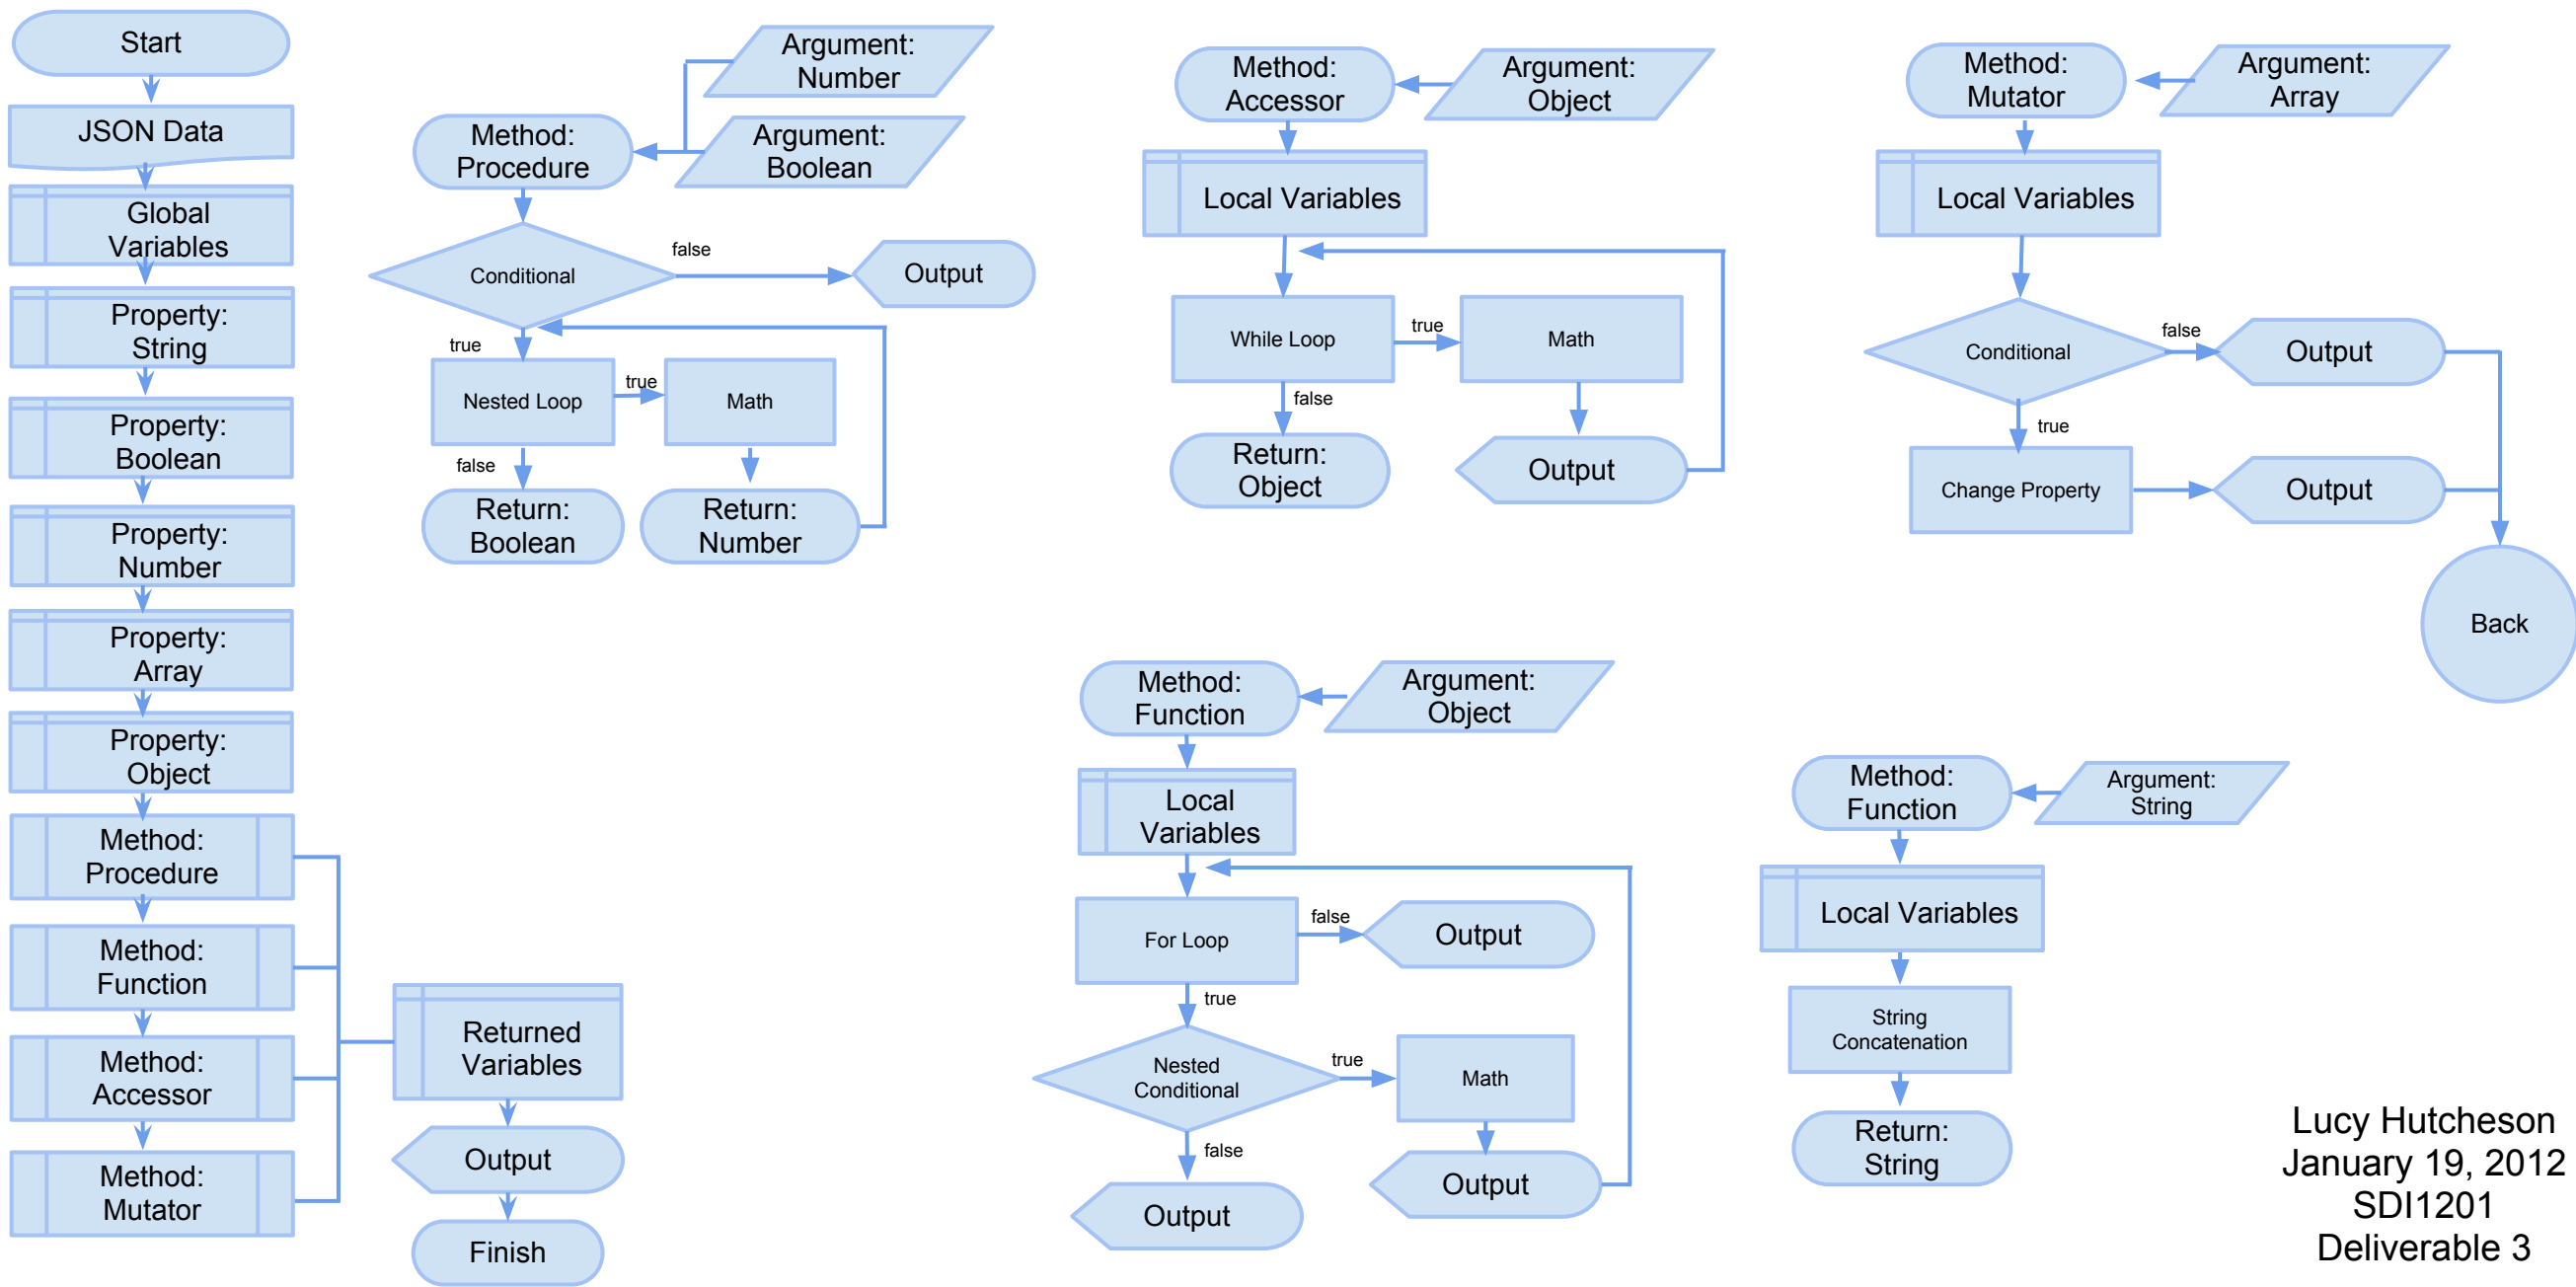 Start
JSON Data
Global
Variables
Property:
String
Property:
Boolean
Property:
Number
Property:
Array
Property:
Object
Method:
Procedure
Method:
Function
Method:
Accessor
Method:
Mutator
Returned
Variables
Output
Finish
Argument:
Number
Argument:
Boolean
Method:
Procedure
Conditional
false
Output
true
Nested Loop
true
Math
false
Return:
Boolean
Return:
Number
Method:
Accessor
Argument:
Object
Local Variables
While Loop
true
Math
false
Return:
Object
Output
Method:
Mutator
Argument:
Array
Local Variables
Conditional
false
Output
true
Change Property
Output
Back
Method:
Function
Argument:
Object
Local
Variables
For Loop
false
Output
true
Nested
Conditional
true
Math
false
Output
Output
Method:
Function
Argument:
String
Local Variables
String
Concatenation
Return:
String
Lucy Hutcheson
January 19, 2012
SDI1201
Deliverable 3